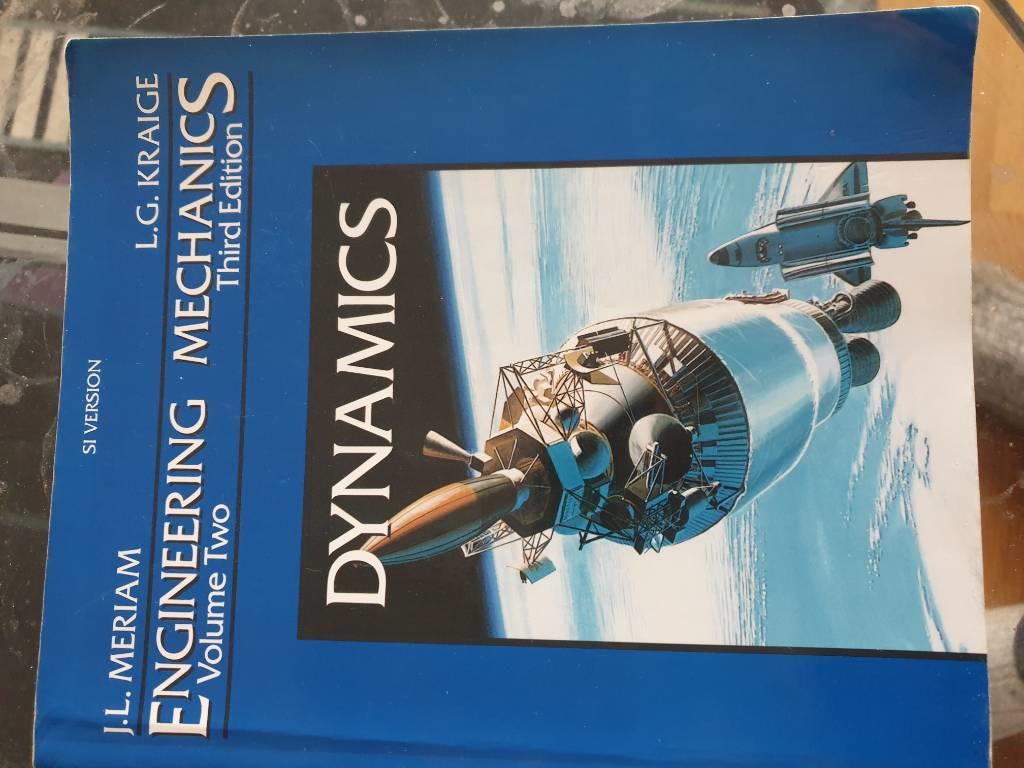 SI VERSION
J.L. MERIAM L.G. KRAIGE
ENGINEERING MECHANICS
Volume Two Third Edition
DYNAMICS